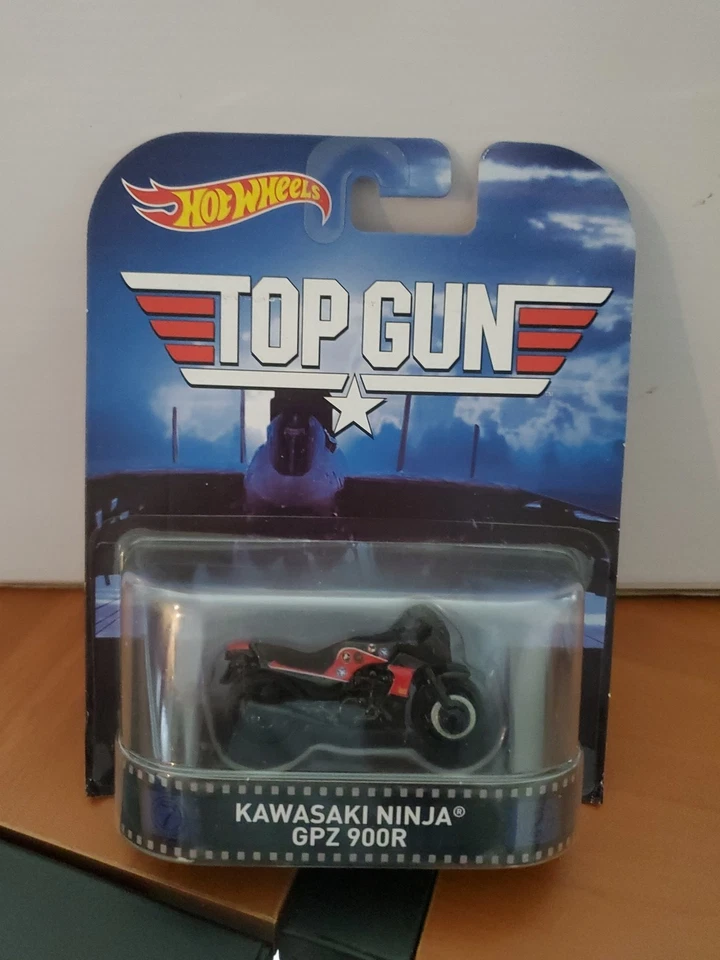 HOT WHEELS
TOP GUN
KAWASAKI NINJA®
GPZ 900R